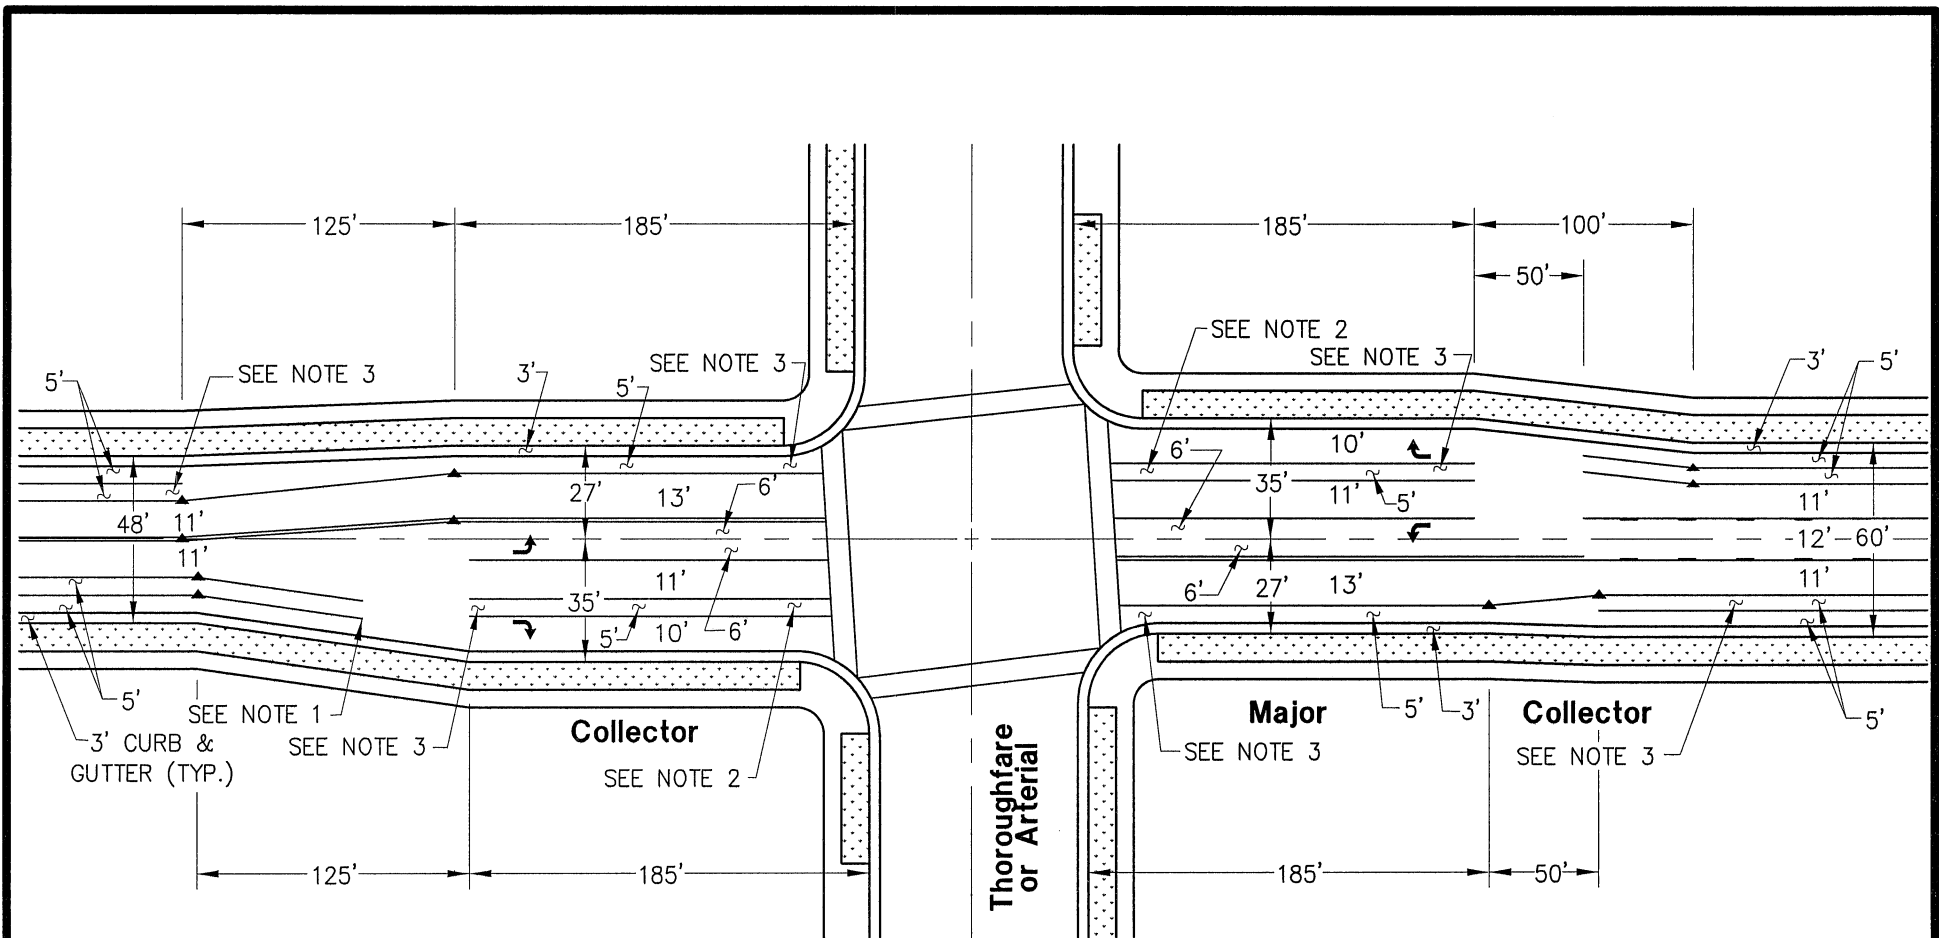 125'
185'
185'
100'
50'
SEE NOTE 2
SEE NOTE 3
SEE NOTE 3
SEE NOTE 3
5'
3'
5'
3'
5'
6'
10'
27'
13'
6'
35'
11'
5'
11'
48'
11'
12'
60'
11'
11'
35'
5'
10'
6'
6'
27'
13'
11'
5'
SEE NOTE 1
3' CURB &
GUTTER (TYP.)
SEE NOTE 3
Collector
SEE NOTE 2
Thoroughfare
or Arterial
Major
5'
3'
Collector
5'
SEE NOTE 3
SEE NOTE 3
125'
185'
185'
50'